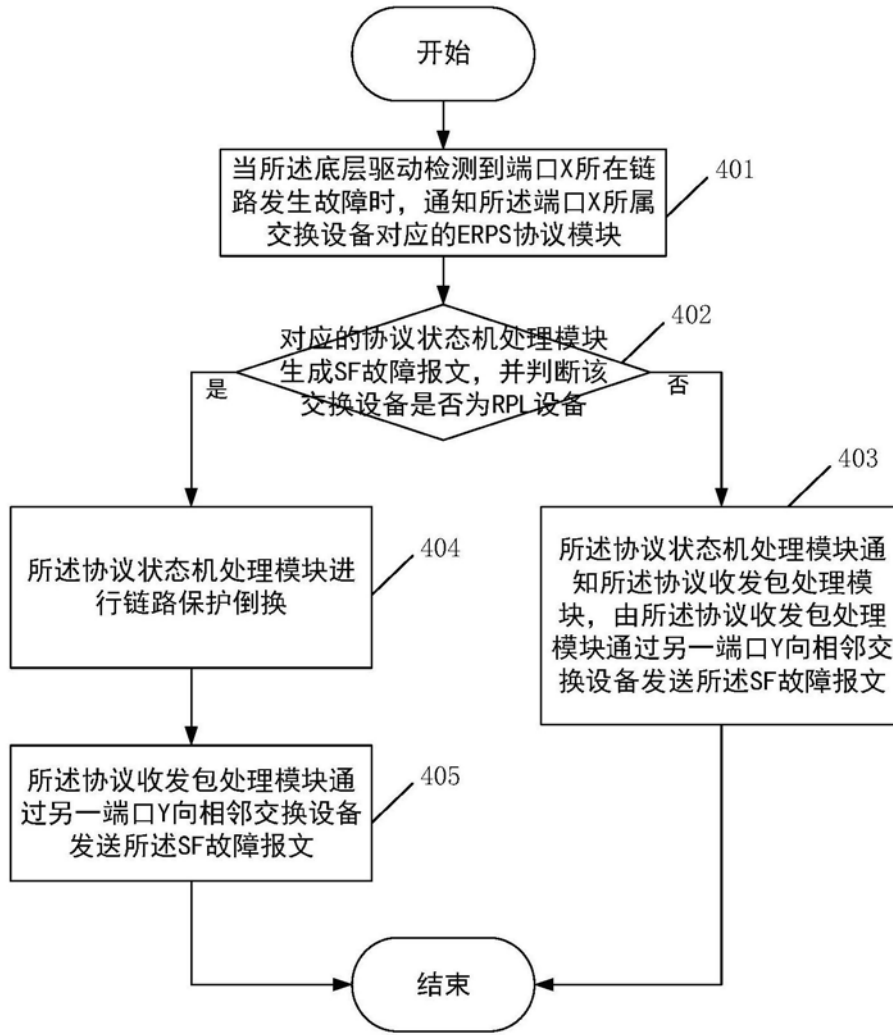 开始
当所述底层驱动检测到端口X所在链
路发生故障时，通知所述端口X所属
交换设备对应的ERPS协议模块
401
对应的协议状态机处理模块
生成SF故障报文，并判断该
交换设备是否为RPL设备
402
是
否
403
所述协议状态机处理模块通
知所述协议收发包处理模
块，由所述协议收发包处理
模块通过另一端口Y向相邻交
换设备发送所述SF故障报文
404
所述协议状态机处理模块进
行链路保护倒换
405
所述协议收发包处理模块通
过另一端口Y向相邻交换设备
发送所述SF故障报文
结束